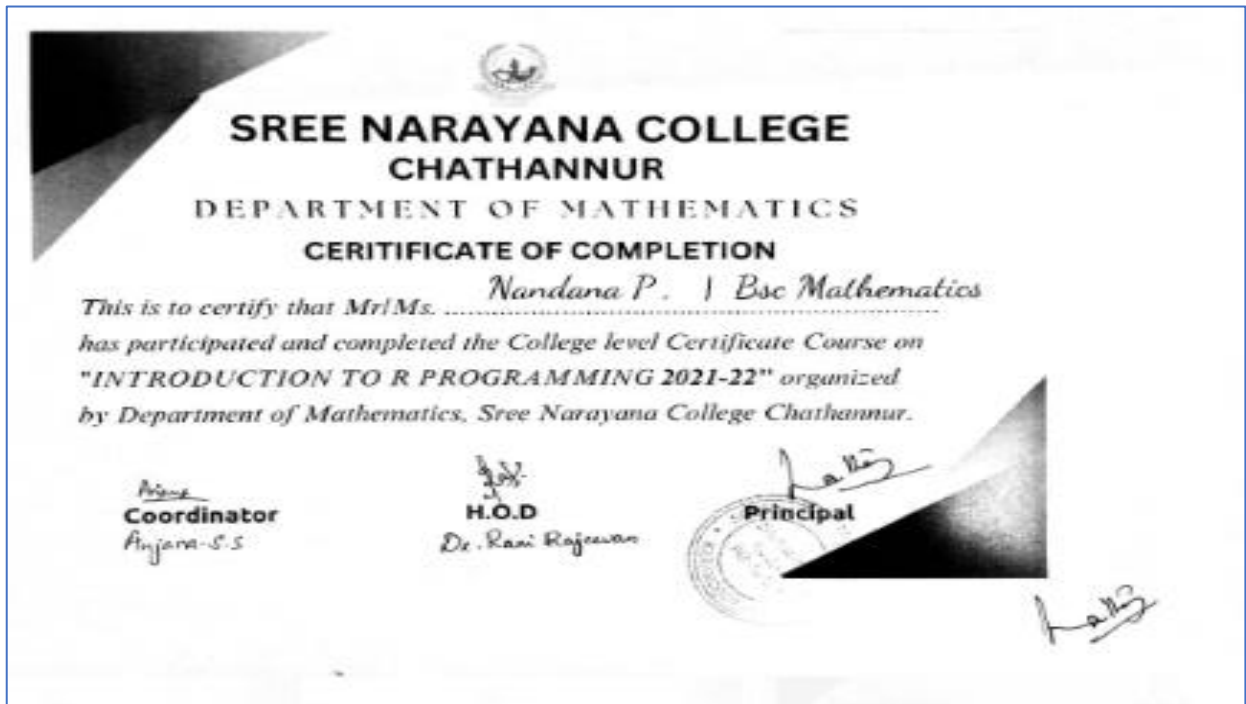 SREE NARAYANA COLLEGE
CHATHANNUR
DEPARTMENT OF MATHEMATICS
CERITIFICATE OF COMPLETION
This is to certify that Mr/Ms. Nandana P. I Bsc Mathematics
has participated and completed the College level Certificate Course on
"INTRODUCTION TO R PROGRAMMING 2021-22" organized
by Department of Mathematics, Sree Narayana College Chathannur.
Coordinator H.O.D Principal
Anjana-S.S Dr. Rani Rajeevan